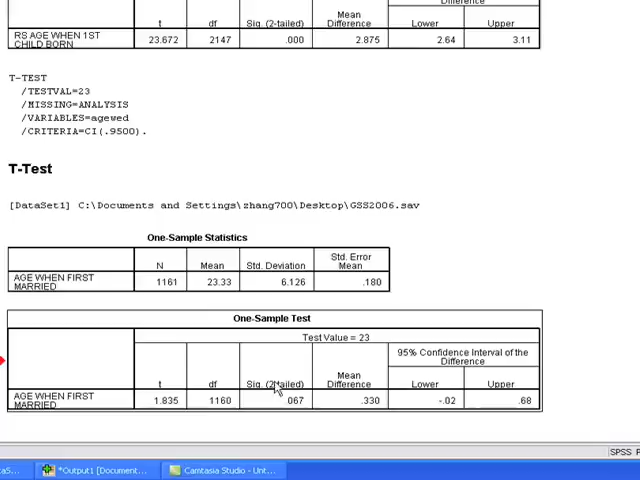 Difference
t df Sig. (2-tailed) Mean Difference Lower Upper
RS AGE WHEN 1ST CHILD BORN 23.672 2147 .000 2.875 2.64 3.11
T-TEST
/TESTVAL=23
/MISSING=ANALYSIS
/VARIABLES=agewed
/CRITERIA=CI(.9500).
T-Test
[DataSet1] C:\Documents and Settings\zhang700\Desktop\GSS2006.sav
One-Sample Statistics
N Mean Std. Deviation Std. Error Mean
AGE WHEN FIRST MARRIED 1161 23.33 6.126 .180
One-Sample Test
Test Value = 23
95% Confidence Interval of the Difference
t df Sig. (2-tailed) Mean Difference Lower Upper
AGE WHEN FIRST MARRIED 1.835 1160 .067 .330 -.02 .68
SPSS P
*Output1 [Document... Camtasia Studio - Unt...